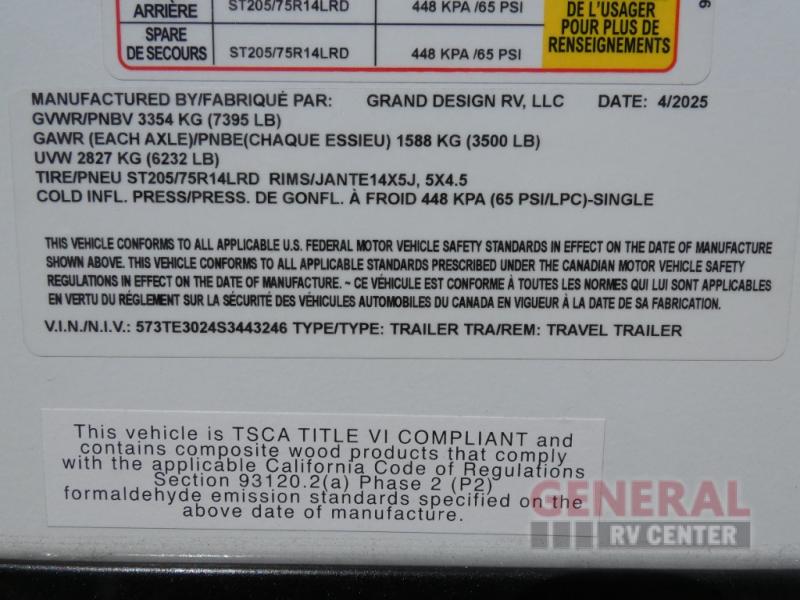 ARRIÈRE ST205/75R14LRD 448 KPA /65 PSI
DE L'USAGER
POUR PLUS DE
RENSEIGNEMENTS
SPARE
DE SECOURS ST205/75R14LRD 448 KPA /65 PSI
MANUFACTURED BY/FABRIQUÉ PAR: GRAND DESIGN RV, LLC DATE: 4/2025
GVWR/PNBV 3354 KG (7395 LB)
GAWR (EACH AXLE)/PNBE(CHAQUE ESSIEU) 1588 KG (3500 LB)
UVW 2827 KG (6232 LB)
TIRE/PNEU ST205/75R14LRD RIMS/JANTE14X5J, 5X4.5
COLD INFL. PRESS/PRESS. DE GONFL. À FROID 448 KPA (65 PSI/LPC)-SINGLE
THIS VEHICLE CONFORMS TO ALL APPLICABLE U.S. FEDERAL MOTOR VEHICLE SAFETY STANDARDS IN EFFECT ON THE DATE OF MANUFACTURE
SHOWN ABOVE. THIS VEHICLE CONFORMS TO ALL APPLICABLE STANDARDS PRESCRIBED UNDER THE CANADIAN MOTOR VEHICLE SAFETY
REGULATIONS IN EFFECT ON THE DATE OF MANUFACTURE. ~ CE VÉHICULE EST CONFORME À TOUTES LES NORMES QUI LUI SONT APPLICABLES
EN VERTU DU RÉGLEMENT SUR LA SÉCURITÉ DES VÉHICULES AUTOMOBILES DU CANADA EN VIGUEUR À LA DATE DE SA FABRICATION.
V.I.N./N.I.V.: 573TE3024S3443246 TYPE/TYPE: TRAILER TRA/REM: TRAVEL TRAILER
This vehicle is TSCA TITLE VI COMPLIANT and
contains composite wood products that comply
with the applicable California Code of Regulations
Section 93120.2(a) Phase 2 (P2)
formaldehyde emission standards specified on the
above date of manufacture.
GENERAL
RV CENTER